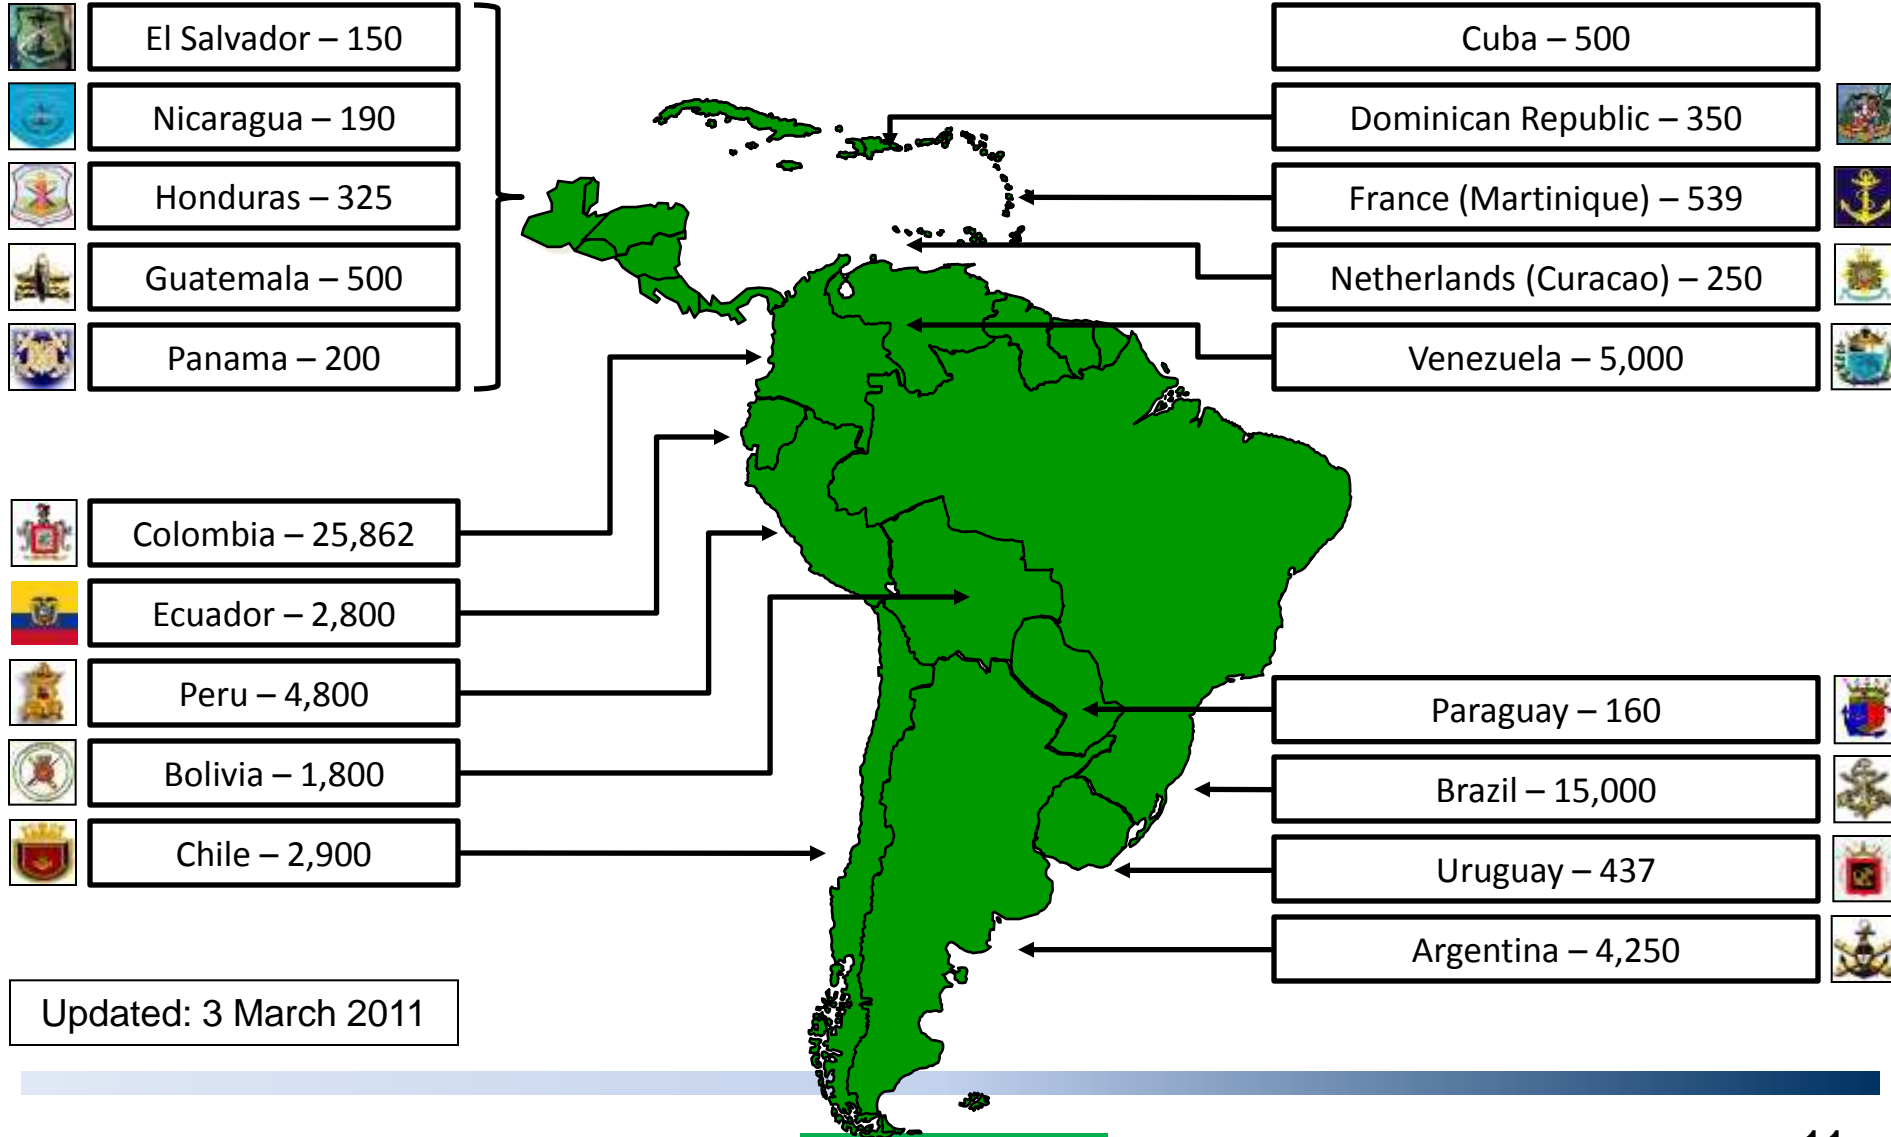 El Salvador – 150
Nicaragua – 190
Honduras – 325
Guatemala – 500
Panama – 200
Colombia – 25,862
Ecuador – 2,800
Peru – 4,800
Bolivia – 1,800
Chile – 2,900
Updated: 3 March 2011
Cuba – 500
Dominican Republic – 350
France (Martinique) – 539
Netherlands (Curacao) – 250
Venezuela – 5,000
Paraguay – 160
Brazil – 15,000
Uruguay – 437
Argentina – 4,250